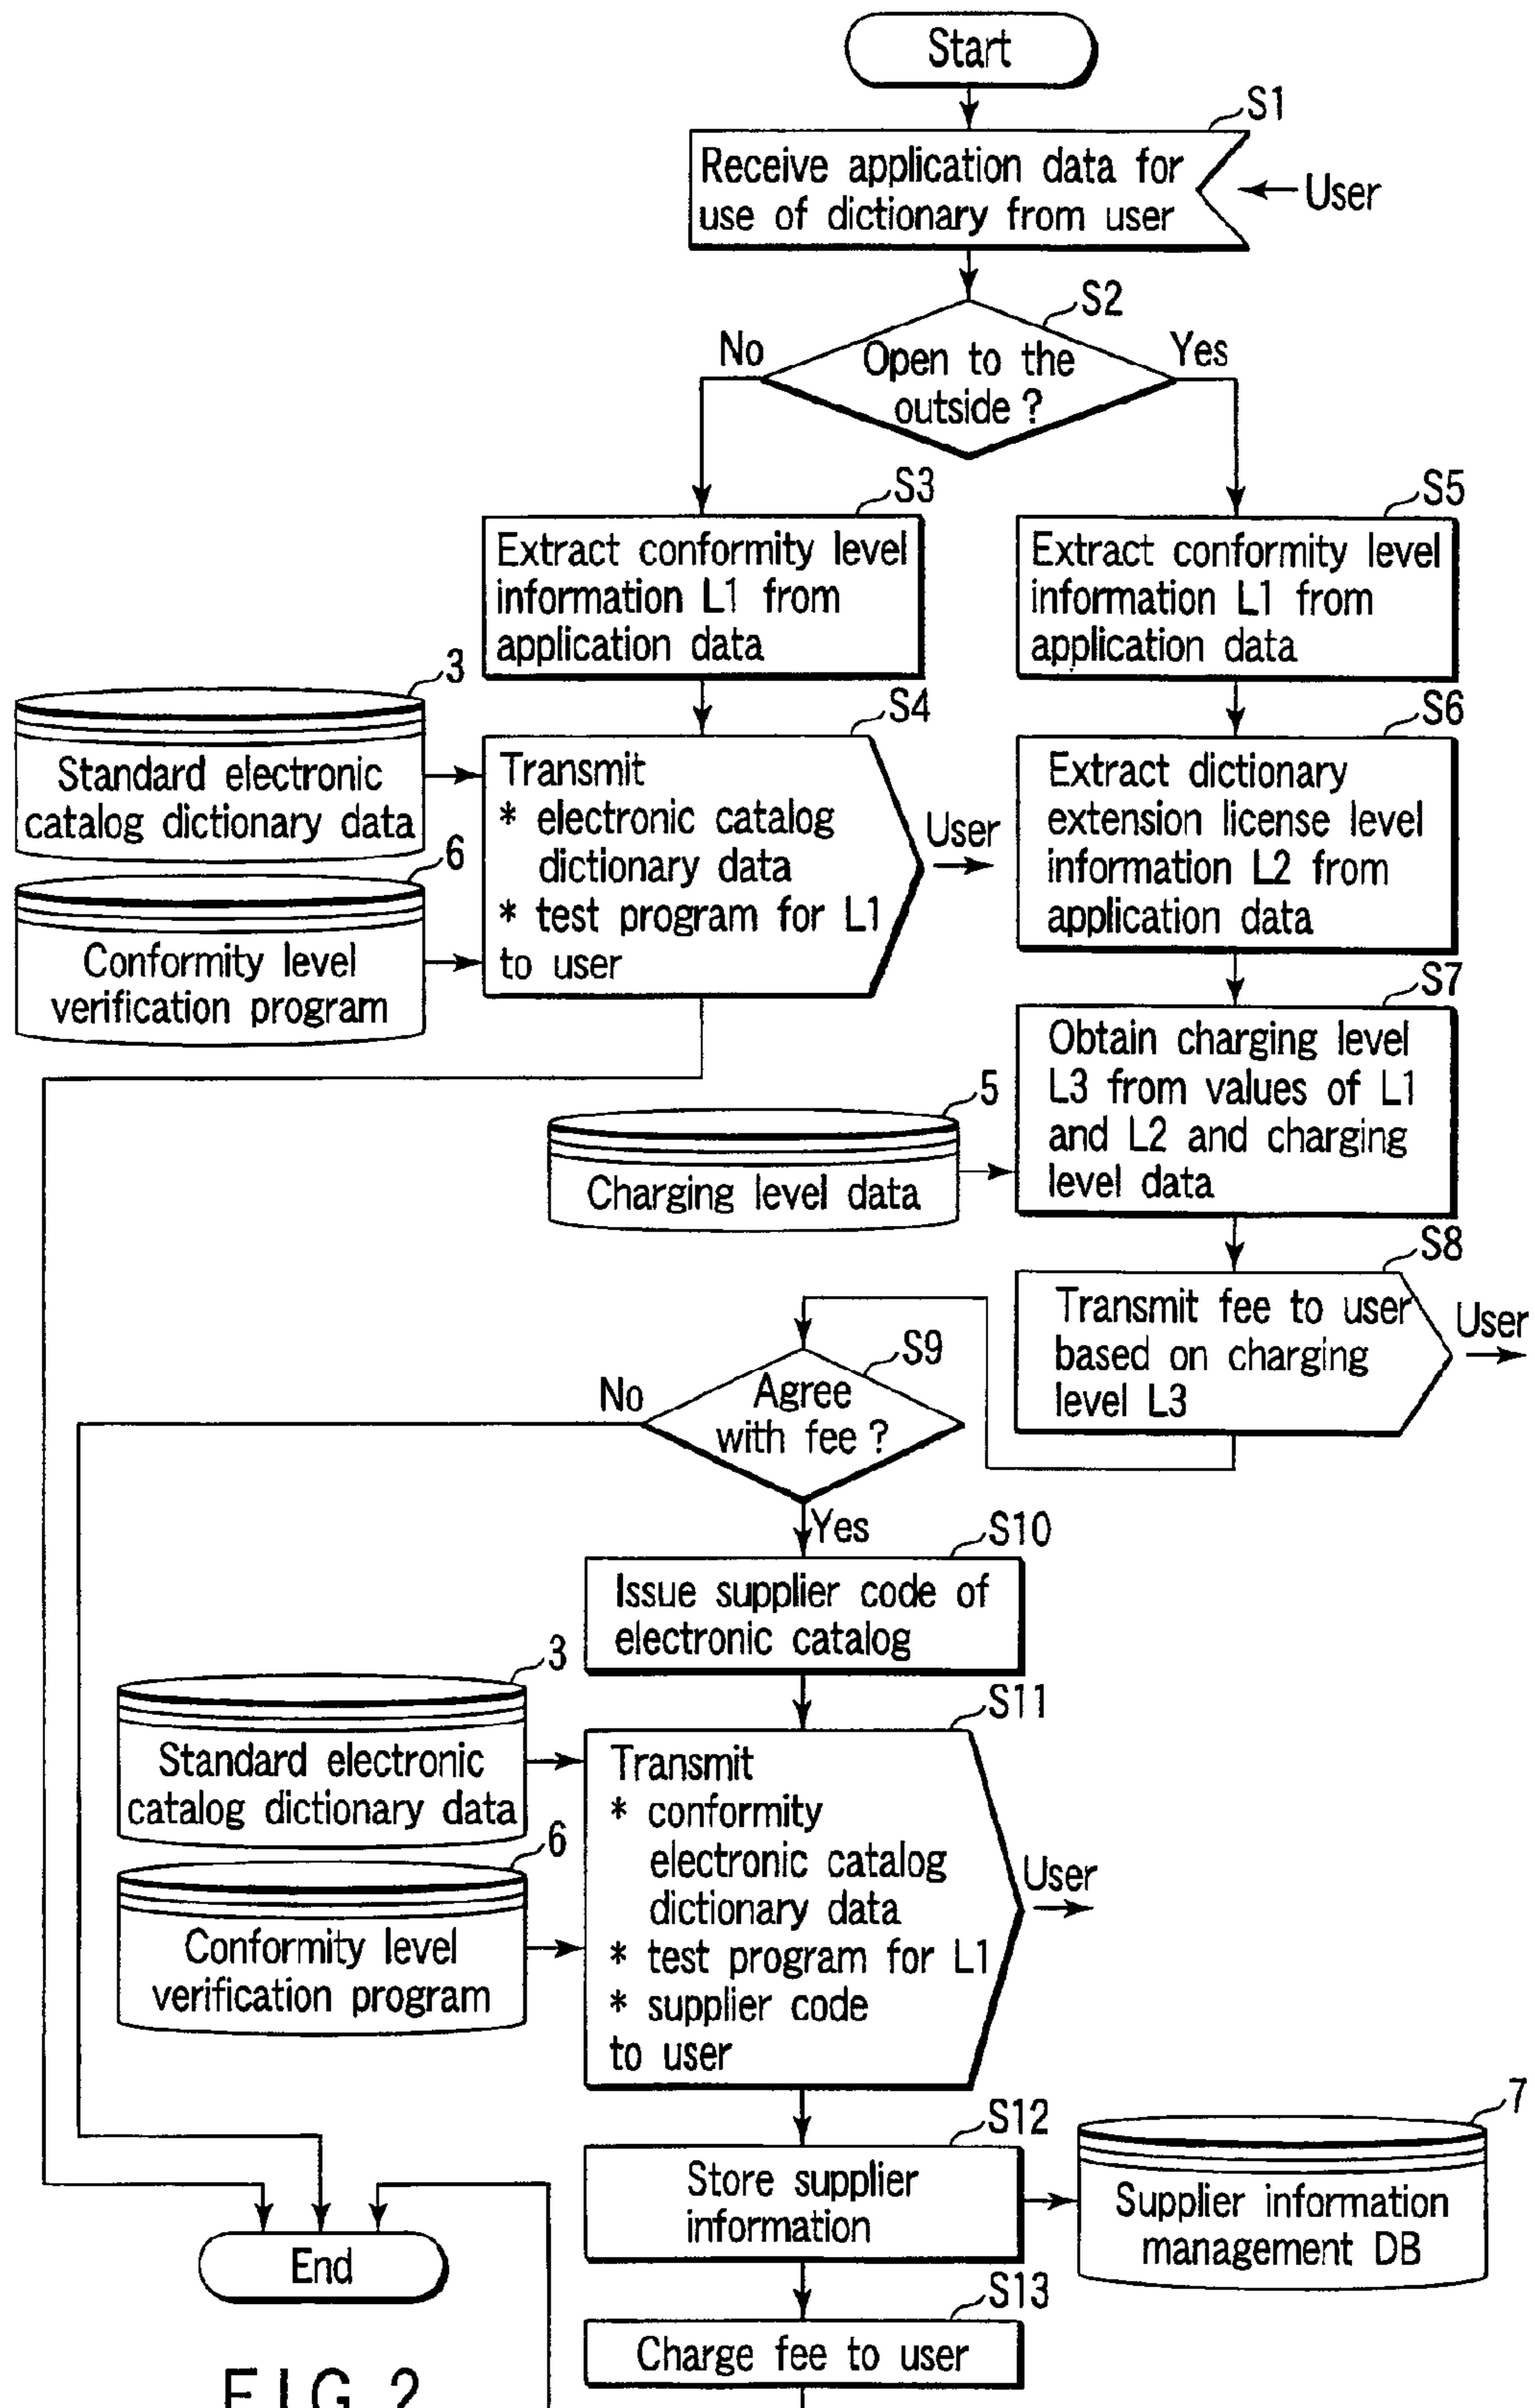 Start
S1
Receive application data for
use of dictionary from user
User
S2
Open to the
outside ?
No
Yes
S3
Extract conformity level
information L1 from
application data
S5
Extract conformity level
information L1 from
application data
3
Standard electronic
catalog dictionary data
6
Conformity level
verification program
S4
Transmit
* electronic catalog
dictionary data
* test program for L1
to user
User
S6
Extract dictionary
extension license level
information L2 from
application data
S7
Obtain charging level
L3 from values of L1
and L2 and charging
level data
5
Charging level data
S8
Transmit fee to user
based on charging
level L3
User
S9
Agree
with fee ?
No
Yes
S10
Issue supplier code of
electronic catalog
3
Standard electronic
catalog dictionary data
6
Conformity level
verification program
S11
Transmit
* conformity
electronic catalog
dictionary data
* test program for L1
* supplier code
to user
User
S12
Store supplier
information
7
Supplier information
management DB
End
S13
Charge fee to user
FIG. 2